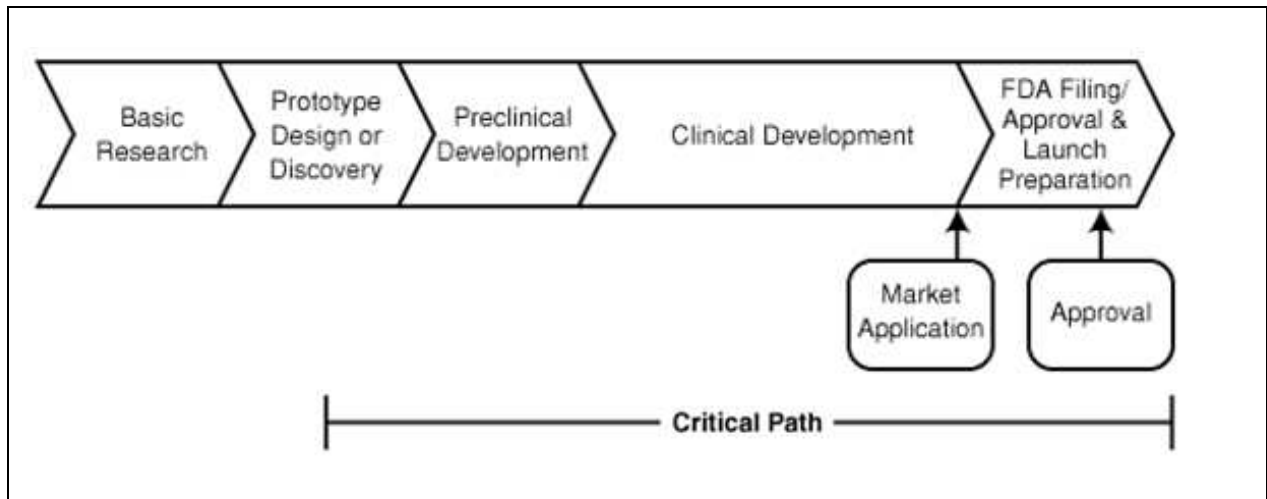 Basic
Research
Prototype
Design or
Discovery
Preclinical
Development
Clinical Development
FDA Filing/
Approval &
Launch
Preparation
Market
Application
Approval
Critical Path